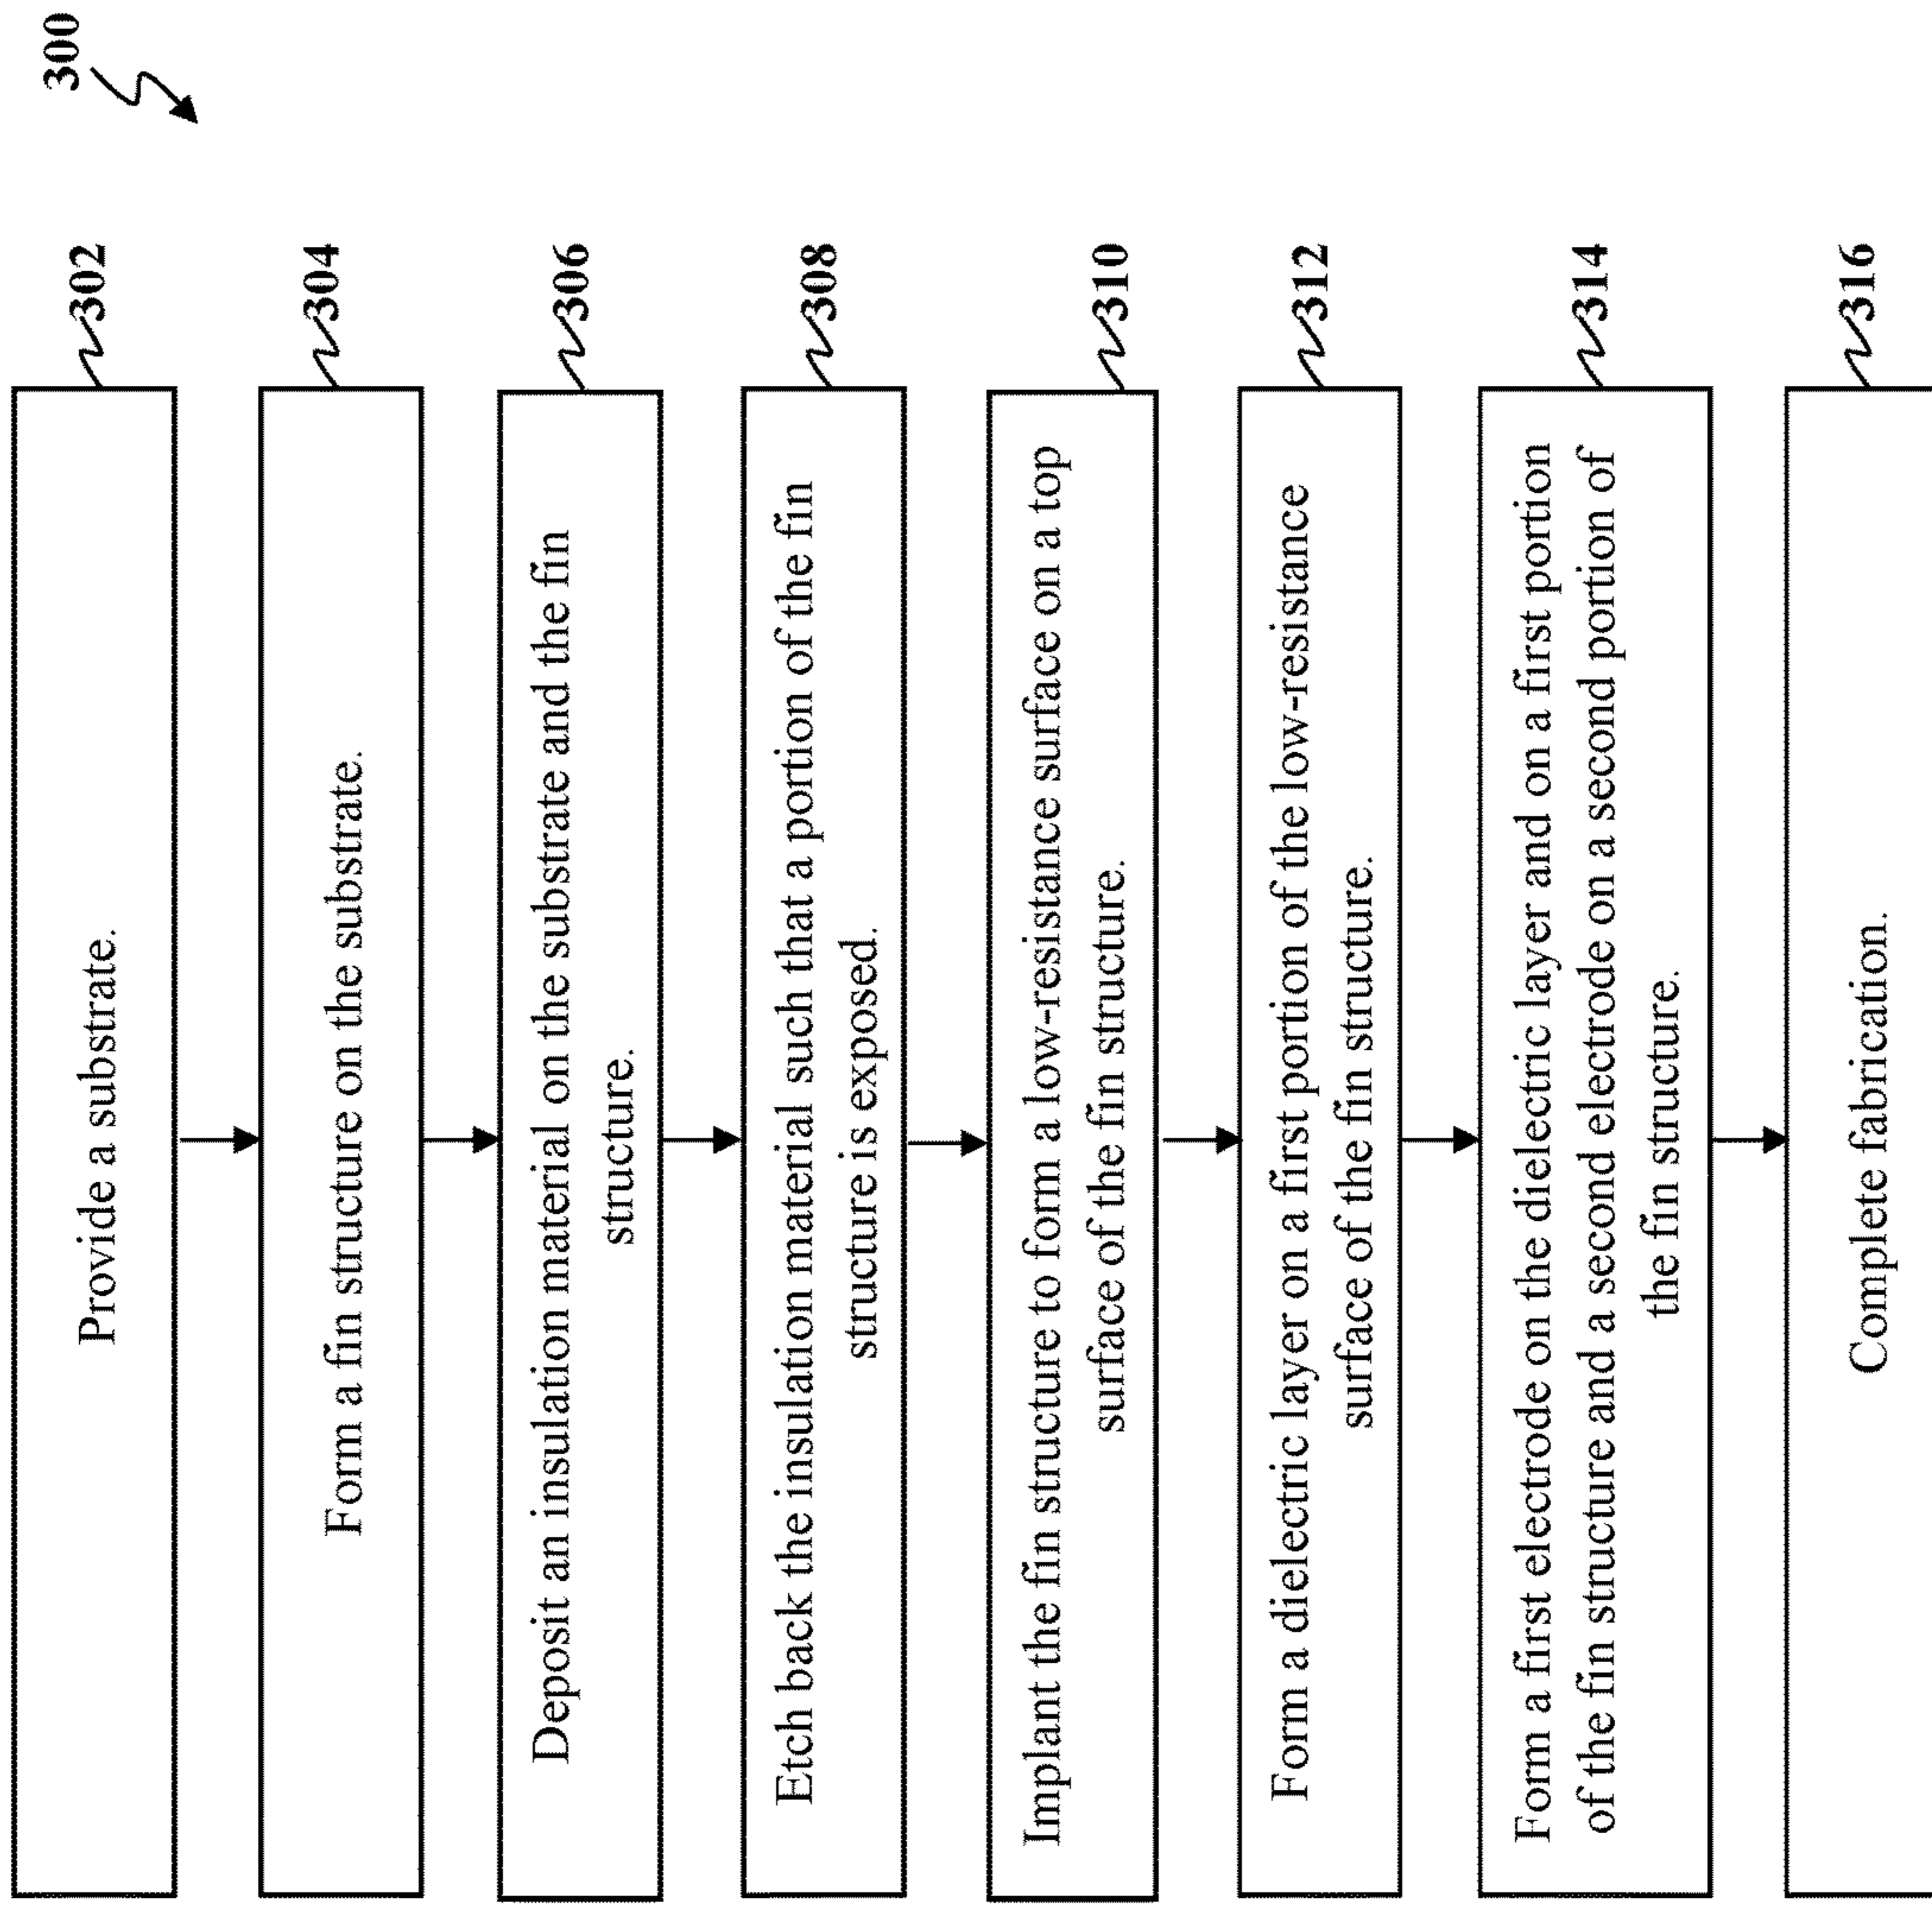 300
Provide a substrate.
302
Form a fin structure on the substrate.
304
Deposit an insulation material on the substrate and the fin
structure.
306
Etch back the insulation material such that a portion of the fin
structure is exposed.
308
Implant the fin structure to form a low-resistance surface on a top
surface of the fin structure.
310
Form a dielectric layer on a first portion of the low-resistance
surface of the fin structure.
312
Form a first electrode on the dielectric layer and on a first portion
of the fin structure and a second electrode on a second portion of
the fin structure.
314
Complete fabrication.
316